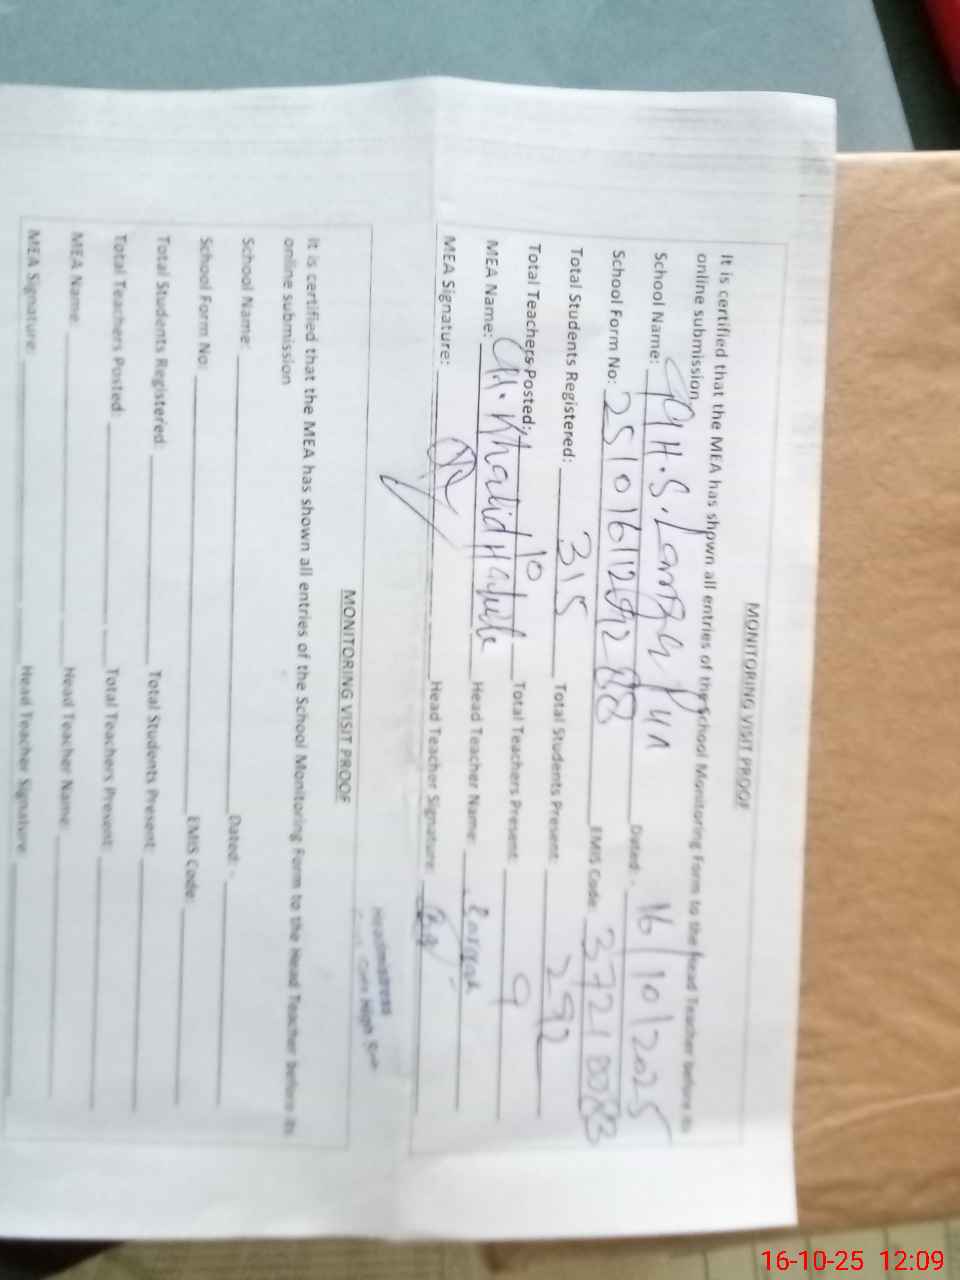 MONITORING VISIT PROOF
It is certified that the MEA has shown all entries of the School Monitoring Form to the Head Teacher before its
online submission
School Name: G.H.S. Dated: - 16/10/2025
School Form No: EMIS Code: 37210083
Total Students Registered: 315 Total Students Present: 292
Total Teachers Posted: 10 Total Teachers Present: 9
MEA Name: Khalid Head Teacher Name:
MEA Signature: Head Teacher Signature:
Headmistress
High
MONITORING VISIT PROOF
It is certified that the MEA has shown all entries of the School Monitoring Form to the Head Teacher before its
online submission
School Name: Dated: -
School Form No: EMIS Code:
Total Students Registered: Total Students Present:
Total Teachers Posted: Total Teachers Present:
MEA Name: Head Teacher Name:
MEA Signature: Head Teacher Signature:
16-10-25 12:09